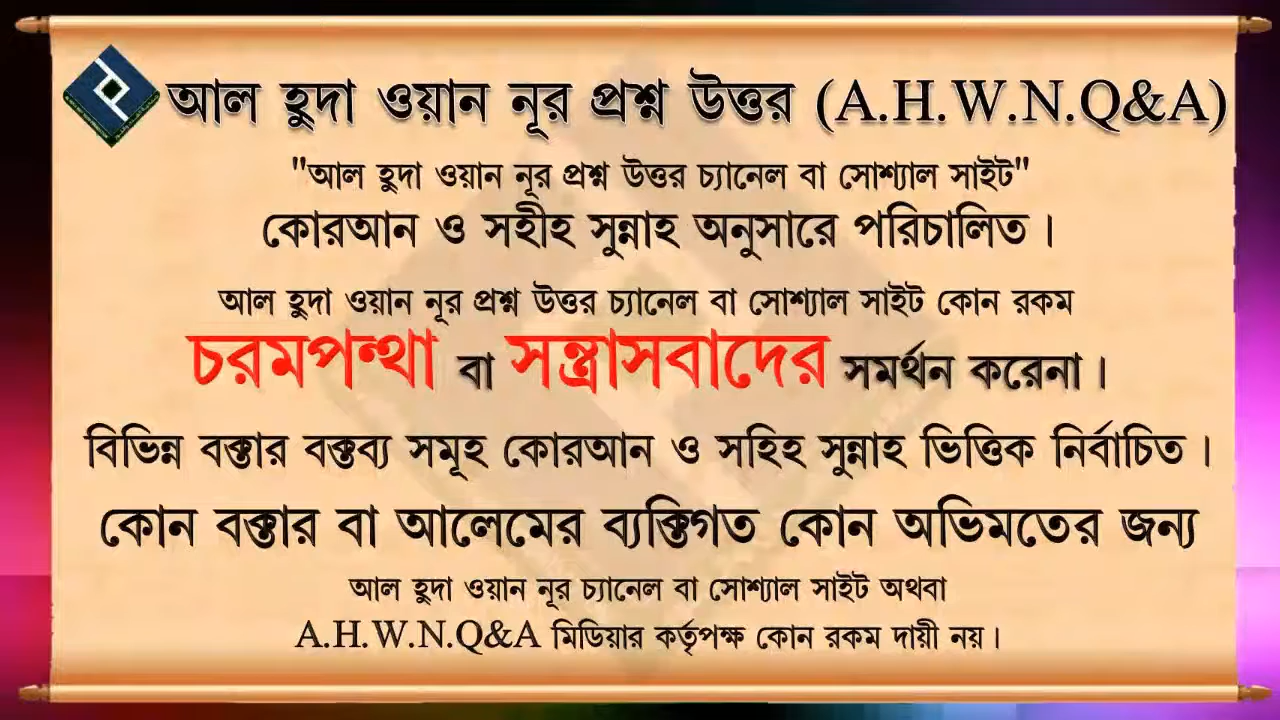 আল হুদা ওয়ান নূর প্রশ্ন উত্তর (A.H.W.N.Q&A)
"আল হুদা ওয়ান নূর প্রশ্ন উত্তর চ্যানেল বা সোশ্যাল সাইট"
কোরআন ও সহীহ সুন্নাহ অনুসারে পরিচালিত।
আল হুদা ওয়ান নূর প্রশ্ন উত্তর চ্যানেল বা সোশ্যাল সাইট কোন রকম
চরমপন্থা বা সন্ত্রাসবাদের সমর্থন করেনা।
বিভিন্ন বক্তার বক্তব্য সমূহ কোরআন ও সহিহ সুন্নাহ ভিত্তিক নির্বাচিত।
কোন বক্তার বা আলেমের ব্যক্তিগত কোন অভিমতের জন্য
আল হুদা ওয়ান নূর চ্যানেল বা সোশ্যাল সাইট অথবা
A.H.W.N.Q&A মিডিয়ার কর্তৃপক্ষ কোন রকম দায়ী নয়।